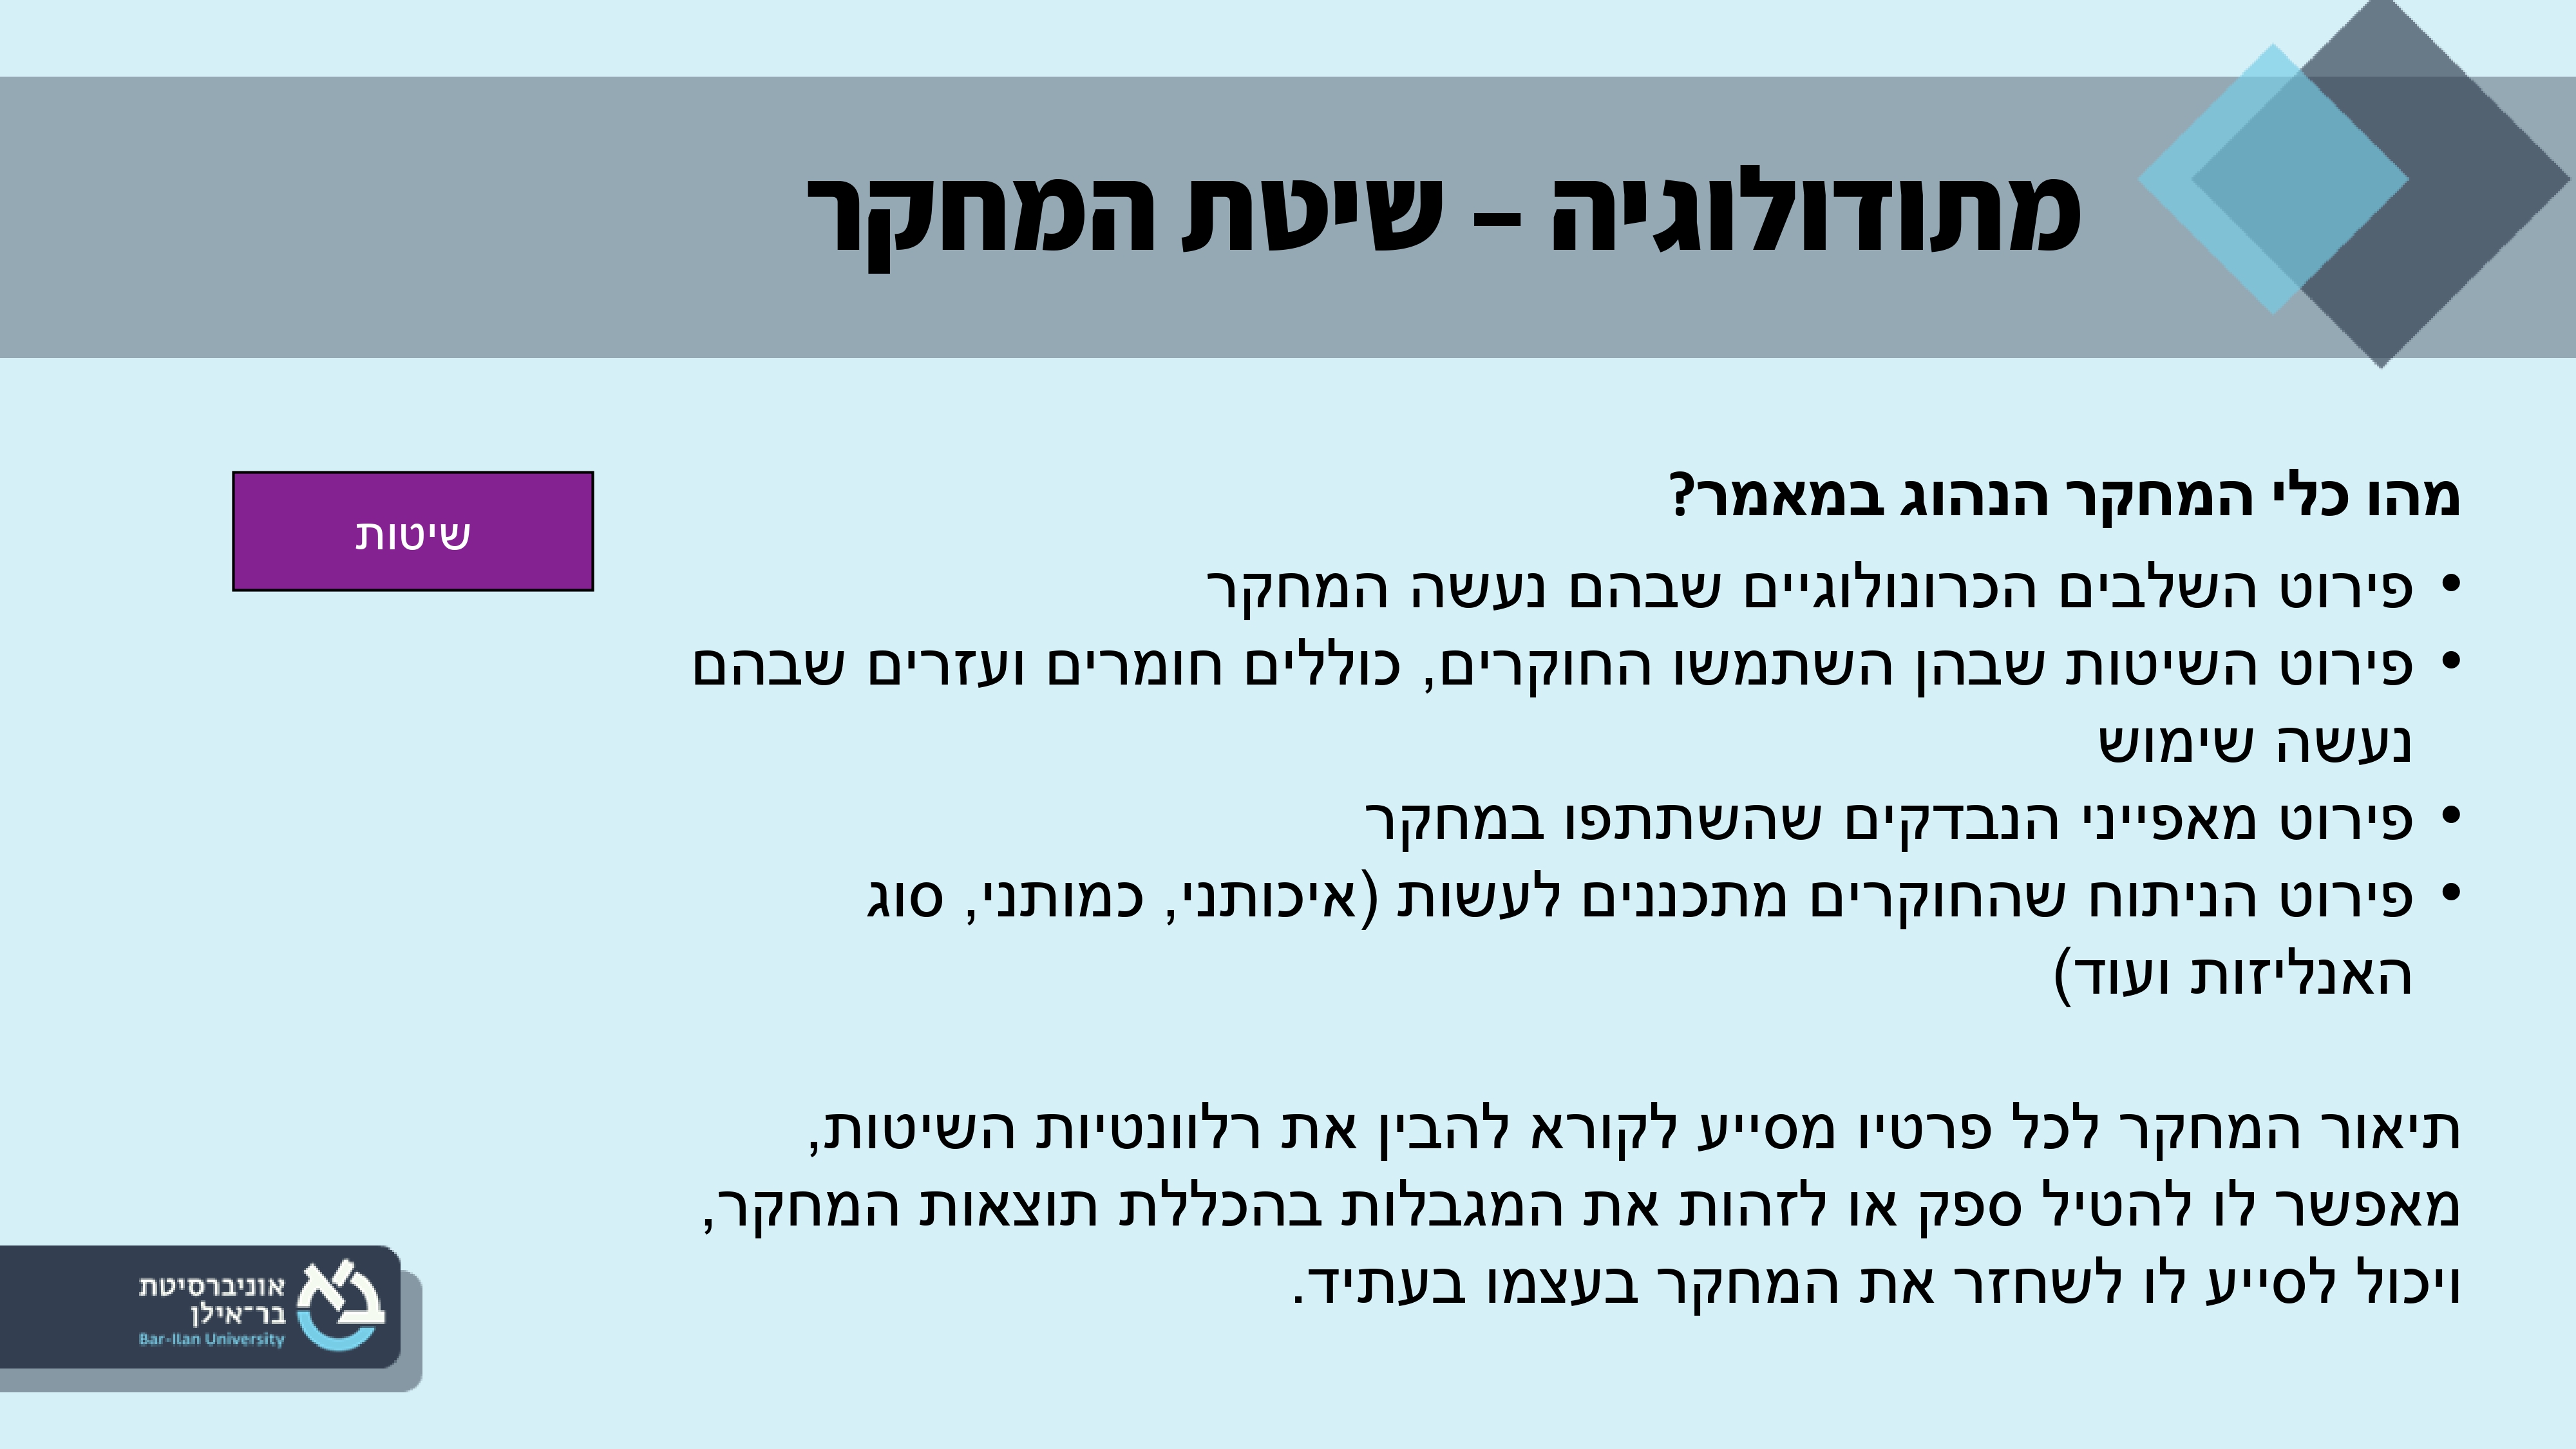 מתודולוגיה – שיטת המחקר
מהו כלי המחקר הנהוג במאמר?
• פירוט השלבים הכרונולוגיים שבהם נעשה המחקר
• פירוט השיטות שבהן השתמשו החוקרים, כוללים חומרים ועזרים שבהם
נעשה שימוש
• פירוט מאפייני הנבדקים שהשתתפו במחקר
• פירוט הניתוח שהחוקרים מתכננים לעשות (איכותני, כמותני, סוג
האנליזות ועוד)
תיאור המחקר לכל פרטיו מסייע לקורא להבין את רלוונטיות השיטות,
מאפשר לו להטיל ספק או לזהות את המגבלות בהכללת תוצאות המחקר,
ויכול לסייע לו לשחזר את המחקר בעצמו בעתיד.
שיטות
אוניברסיטת
בר-אילן
Bar-Ilan University